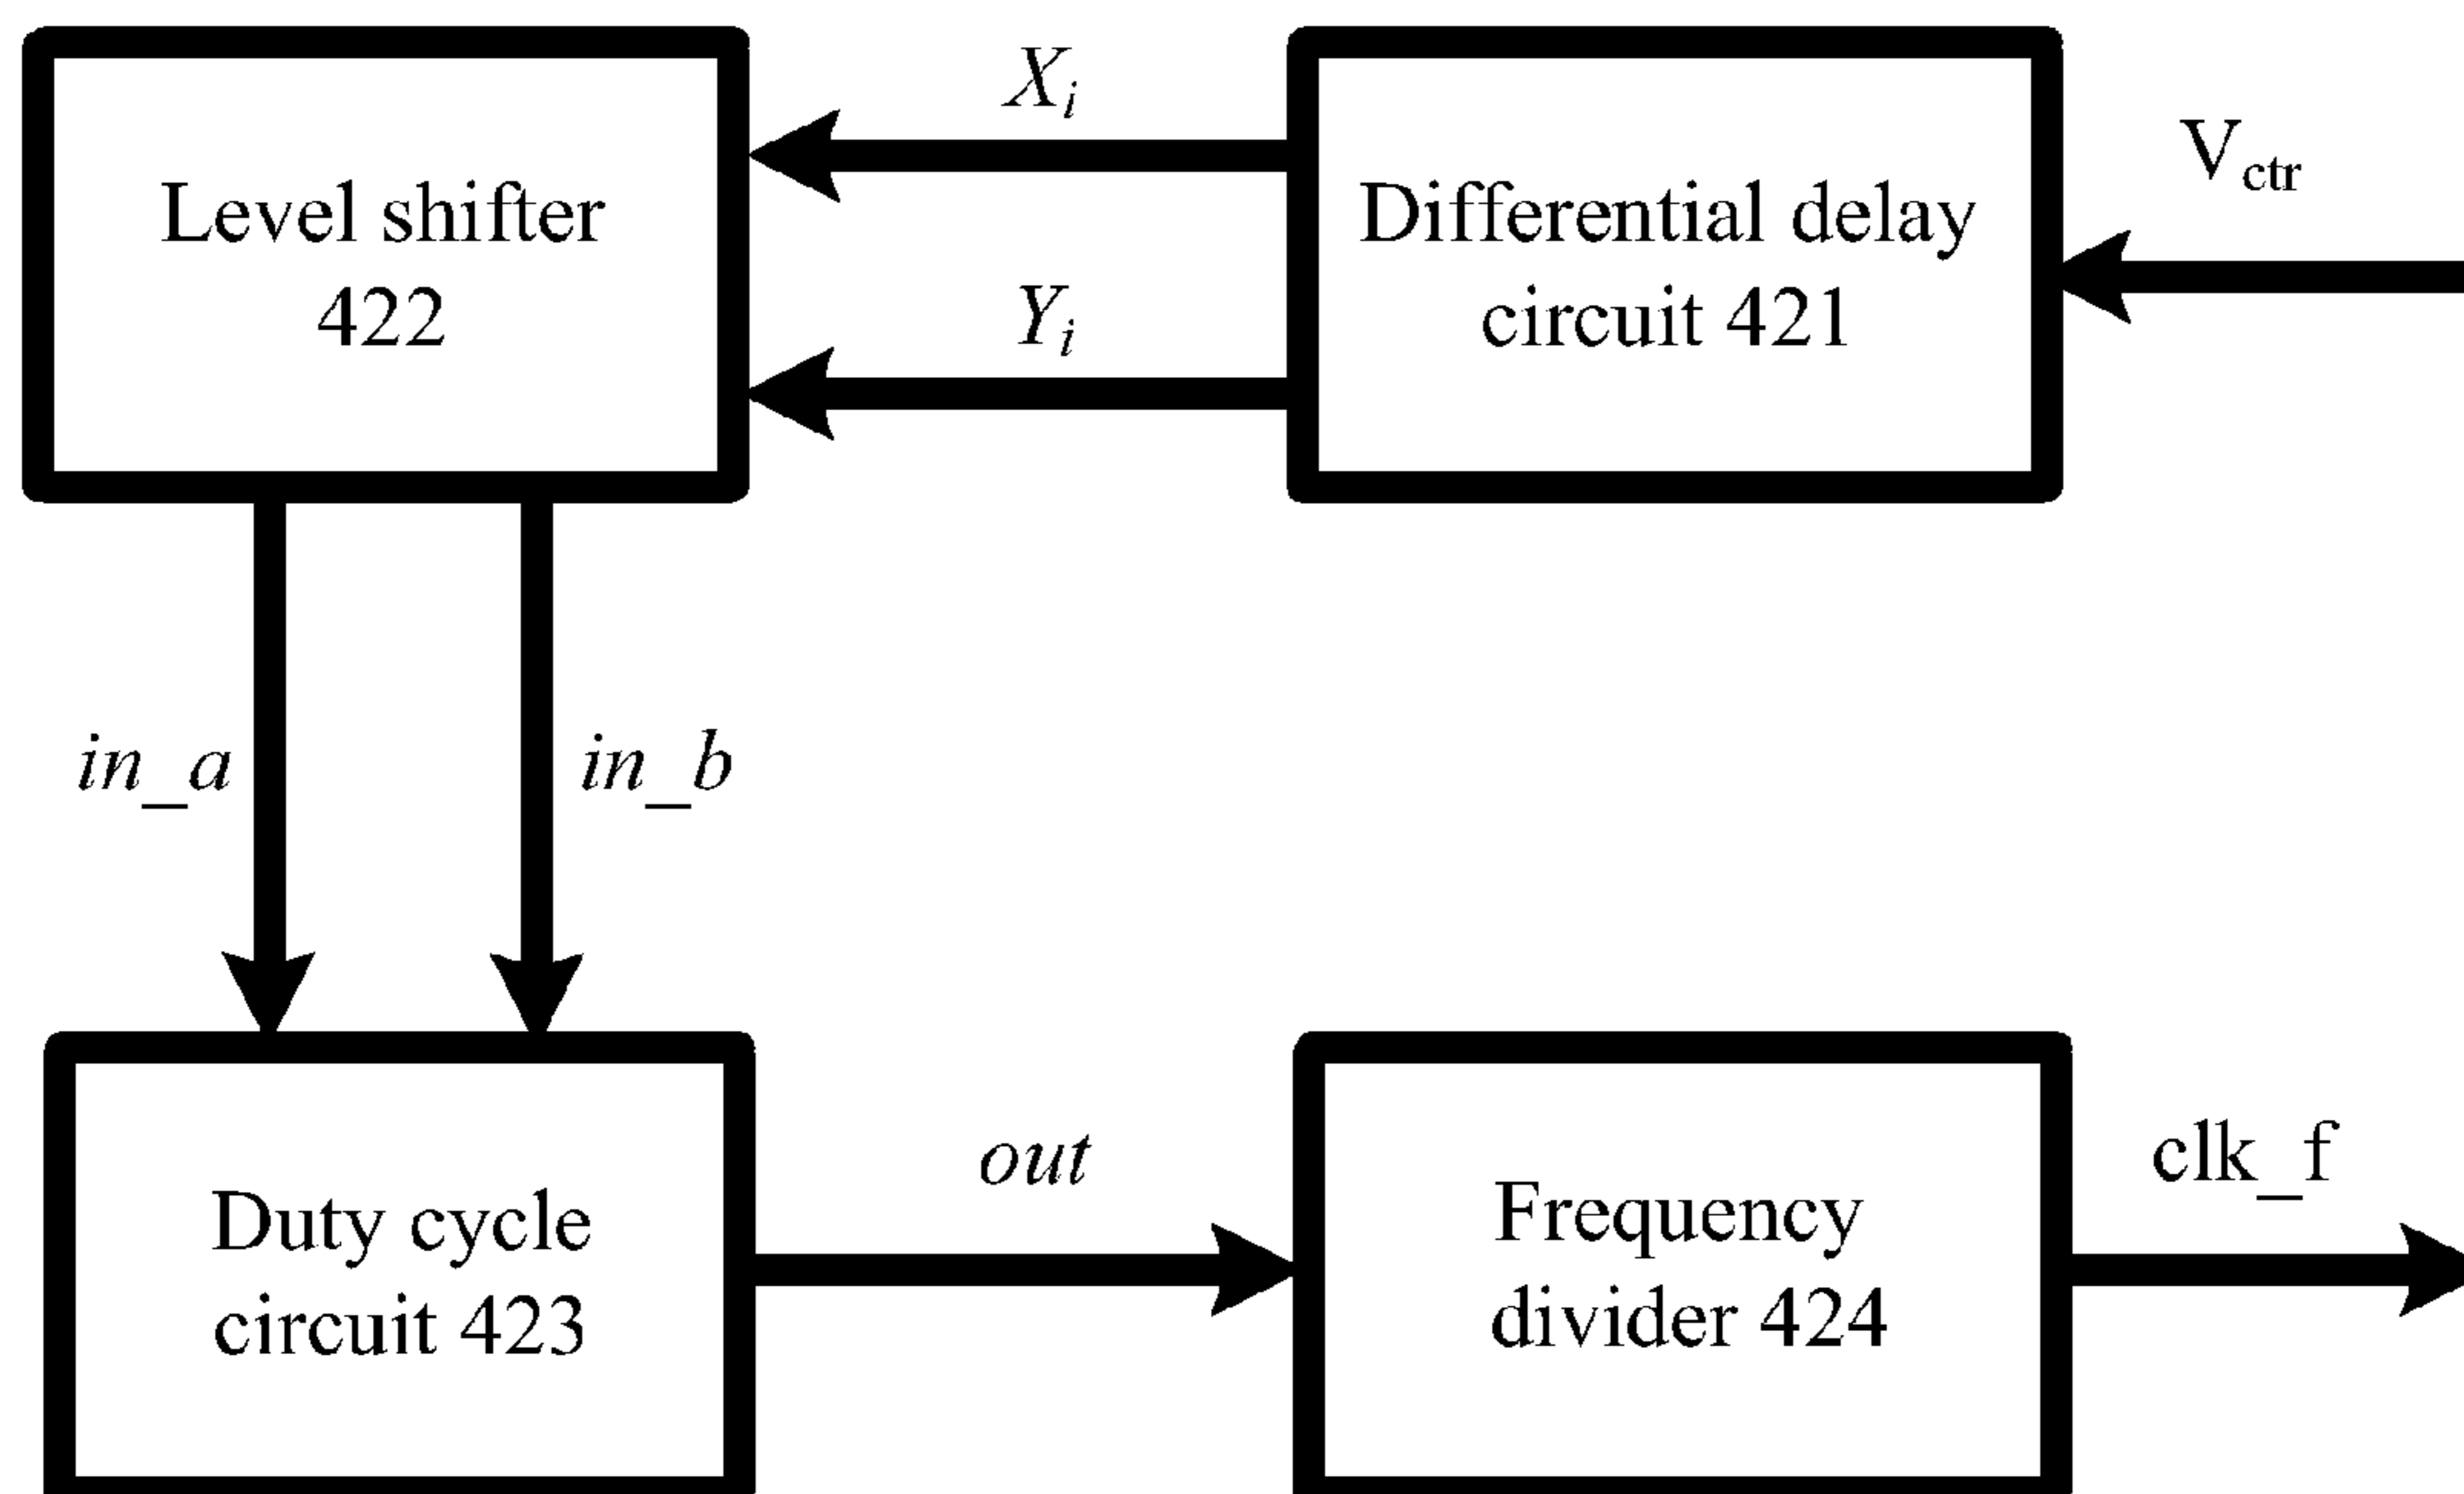 Level shifter
422
Xi
Yi
Differential delay
circuit 421
Vctr
in_a
in_b
Duty cycle
circuit 423
out
Frequency
divider 424
clk_f